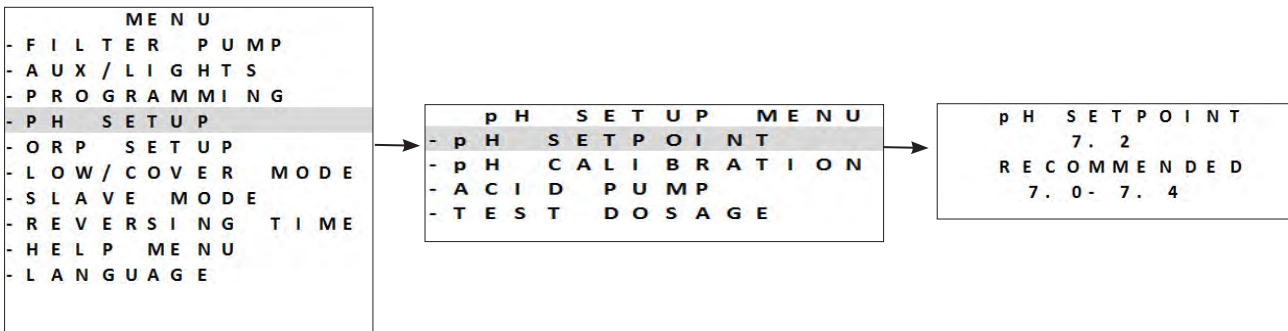 MENU
-FILTER PUMP
-AUX/LIGHTS
-PROGRAMMING
-PH SETUP
-ORP SETUP
-LOW/COVER MODE
-SLAVE MODE
-REVERSING TIME
-HELP MENU
-LANGUAGE
pH SETUP MENU
-pH SETPOINT
-pH CALIBRATION
-ACID PUMP
-TEST DOSAGE
pH SETPOINT
7.2
RECOMMENDED
7.0-7.4